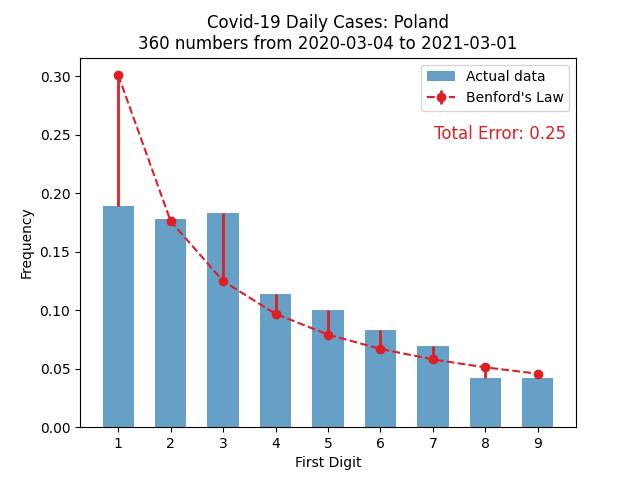 Covid-19 Daily Cases: Poland
360 numbers from 2020-03-04 to 2021-03-01
Actual data
Benford's Law
Total Error: 0.25
Frequency
0.30
0.25
0.20
0.15
0.10
0.05
0.00
1 2 3 4 5 6 7 8 9
First Digit